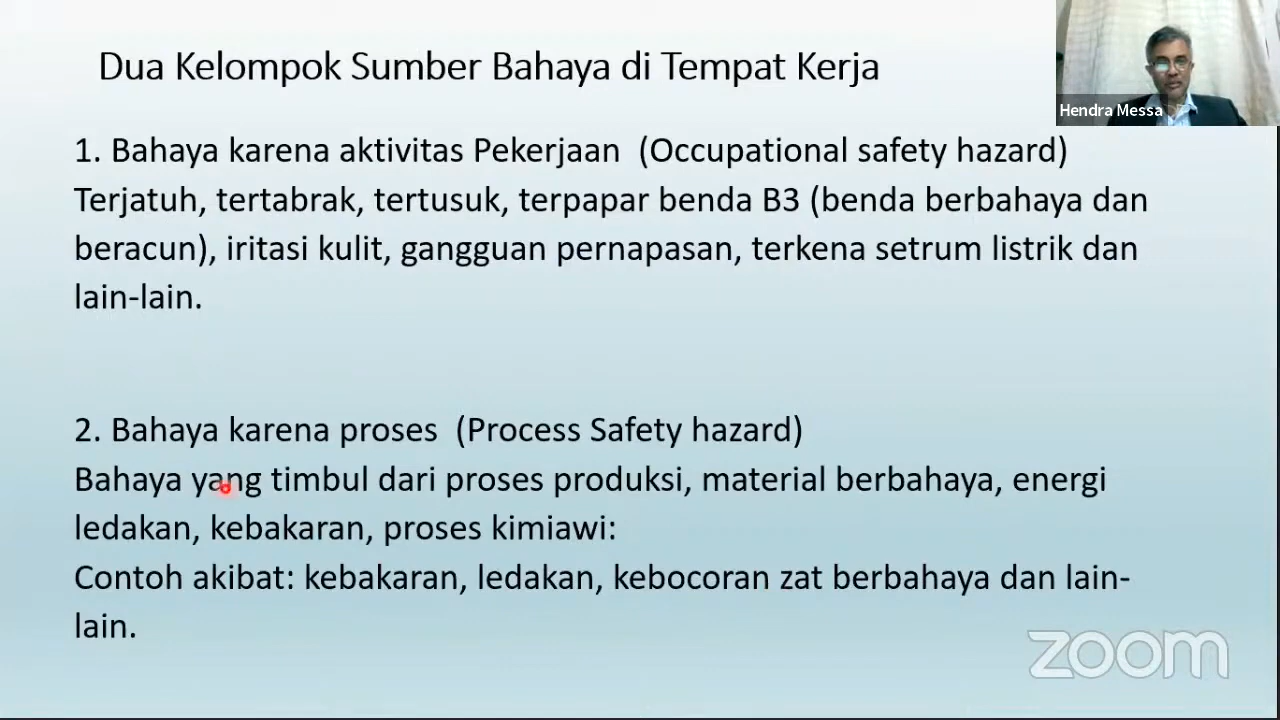 Dua Kelompok Sumber Bahaya di Tempat Kerja
Hendra Messa
1. Bahaya karena aktivitas Pekerjaan (Occupational safety hazard)
Terjatuh, tertabrak, tertusuk, terpapar benda B3 (benda berbahaya dan
beracun), iritasi kulit, gangguan pernapasan, terkena setrum listrik dan
lain-lain.
2. Bahaya karena proses (Process Safety hazard)
Bahaya yang timbul dari proses produksi, material berbahaya, energi
ledakan, kebakaran, proses kimiawi:
Contoh akibat: kebakaran, ledakan, kebocoran zat berbahaya dan lain-
lain.
zoom